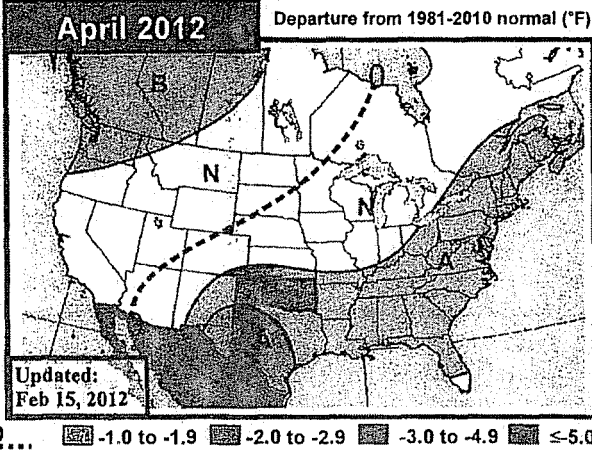 April 2012
Departure from 1981-2010 normal (°F)
B
0
N
N
A
A
Updated:
Feb 15, 2012
-1.0 to -1.9 -2.0 to -2.9 -3.0 to -4.9 ≤-5.0